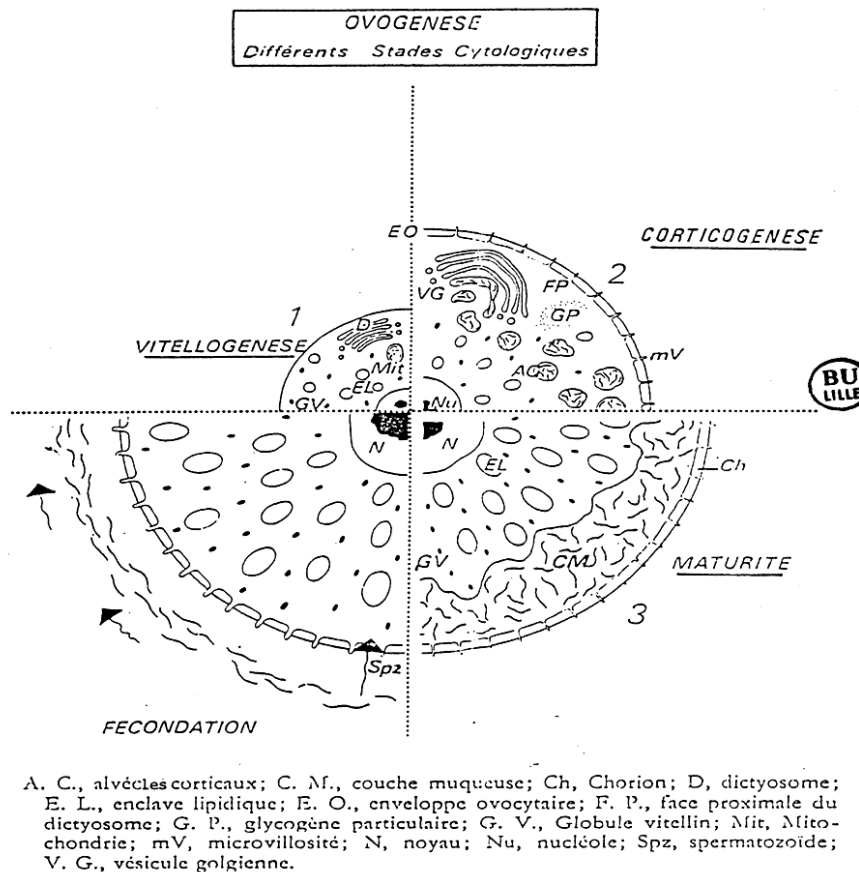 OVOGENESE
Différents Stades Cytologiques
EO
CORTICOGENESE
2
VG
FP
GP
1
D
VITELLOGENESE
Mit
AC
mV
EL
GV
Nu
BU
LILLE
N
N
EL
Ch
GV
CM
MATURITE
3
Spz
FECONDATION
A. C., alvécles corticaux; C. M., couche muqueuse; Ch, Chorion; D, dictyosome;
E. L., enclave lipidique; E. O., enveloppe ovocytaire; F. P., face proximale du
dictyosome; G. P., glycogène particulaire; G. V., Globule vitellin; Mit, Mito-
chondrie; mV, microvillosité; N, noyau; Nu, nucléole; Spz, spermatozoïde;
V. G., vésicule golgienne.